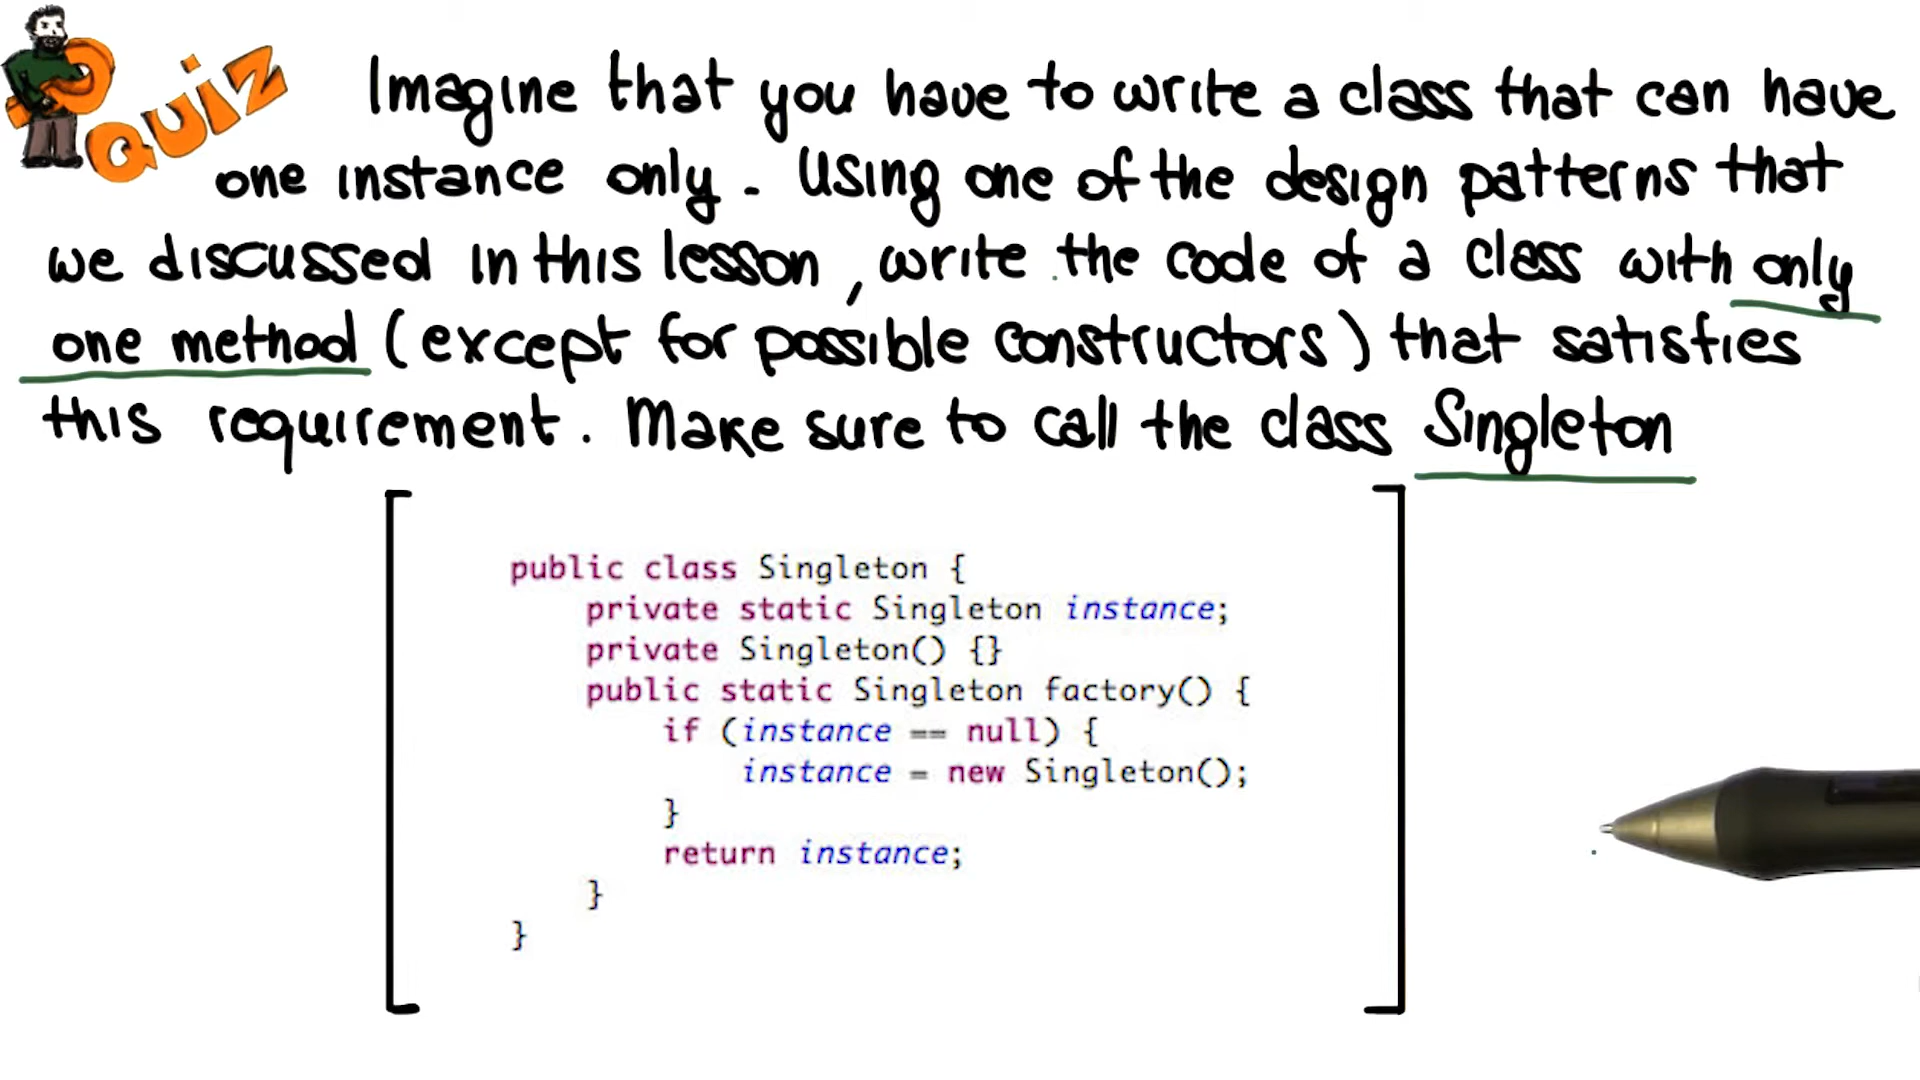 QUIZ
Imagine that you have to write a class that can have
one instance only. Using one of the design patterns that
we discussed in this lesson, write the code of a class with only
one method (except for possible constructors) that satisfies
this requirement. Make sure to call the class Singleton
public class Singleton {
    private static Singleton instance;
    private Singleton() {}
    public static Singleton factory() {
        if (instance == null) {
            instance = new Singleton();
        }
        return instance;
    }
}